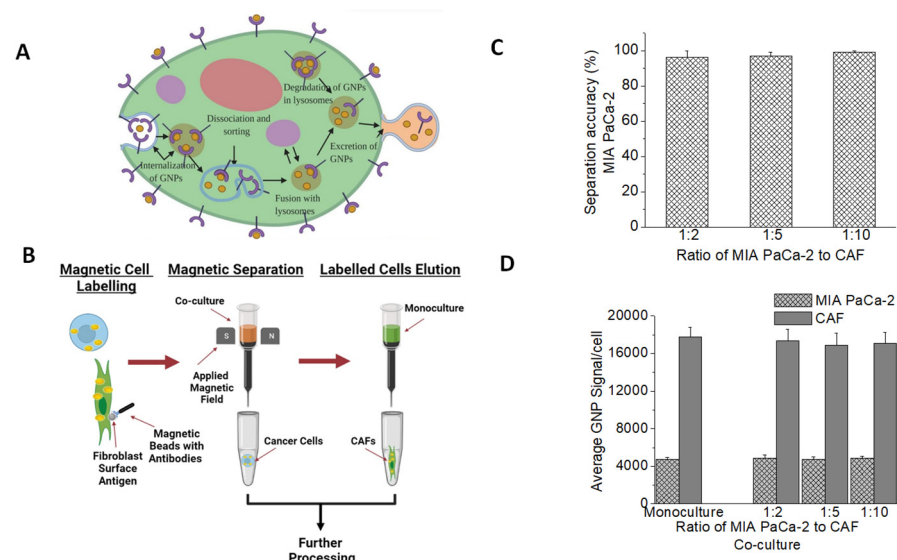 A
Degradation of GNPs
in lysosomes
Dissociation and
sorting
Internalization
of GNPs
Excretion of
GNPs
Fusion with
lysosomes
B
Magnetic Cell
Labelling
Magnetic Separation
Labelled Cells Elution
Co-culture
Monoculture
S
N
Applied
Magnetic
Field
Cancer Cells
CAFs
Magnetic
Beads with
Antibodies
Fibroblast
Surface
Antigen
Further
Processing
C
Separation accuracy (%)
MIA PaCa-2
100
80
60
40
20
0
1:2
1:5
1:10
Ratio of MIA PaCa-2 to CAF
D
MIA PaCa-2
CAF
Average GNP Signal/cell
20000
16000
12000
8000
4000
0
Monoculture
1:2
1:5
1:10
Ratio of MIA PaCa-2 to CAF
Co-culture